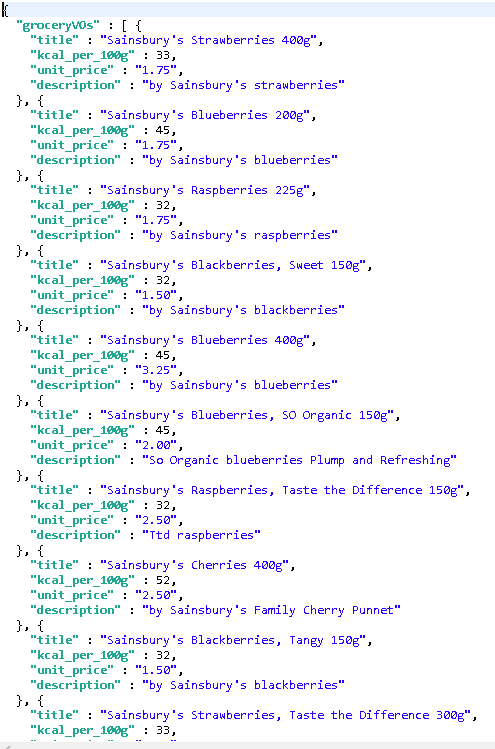 {
"groceryVOs" : [ {
"title" : "Sainsbury's Strawberries 400g",
"kcal_per_100g" : 33,
"unit_price" : "1.75",
"description" : "by Sainsbury's strawberries"
}, {
"title" : "Sainsbury's Blueberries 200g",
"kcal_per_100g" : 45,
"unit_price" : "1.75",
"description" : "by Sainsbury's blueberries"
}, {
"title" : "Sainsbury's Raspberries 225g",
"kcal_per_100g" : 32,
"unit_price" : "1.75",
"description" : "by Sainsbury's raspberries"
}, {
"title" : "Sainsbury's Blackberries, Sweet 150g",
"kcal_per_100g" : 32,
"unit_price" : "1.50",
"description" : "by Sainsbury's blackberries"
}, {
"title" : "Sainsbury's Blueberries 400g",
"kcal_per_100g" : 45,
"unit_price" : "3.25",
"description" : "by Sainsbury's blueberries"
}, {
"title" : "Sainsbury's Blueberries, SO Organic 150g",
"kcal_per_100g" : 45,
"unit_price" : "2.00",
"description" : "So Organic blueberries Plump and Refreshing"
}, {
"title" : "Sainsbury's Raspberries, Taste the Difference 150g",
"kcal_per_100g" : 32,
"unit_price" : "2.50",
"description" : "Ttd raspberries"
}, {
"title" : "Sainsbury's Cherries 400g",
"kcal_per_100g" : 52,
"unit_price" : "2.50",
"description" : "by Sainsbury's Family Cherry Punnet"
}, {
"title" : "Sainsbury's Blackberries, Tangy 150g",
"kcal_per_100g" : 32,
"unit_price" : "1.50",
"description" : "by Sainsbury's blackberries"
}, {
"title" : "Sainsbury's Strawberries, Taste the Difference 300g",
"kcal_per_100g" : 33,